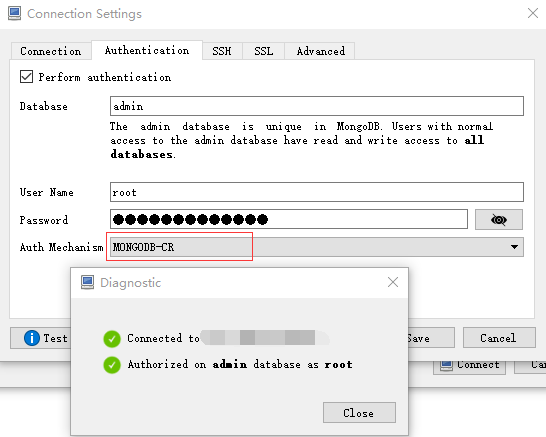 Connection Settings
Connection Authentication SSH SSL Advanced
Perform authentication
Database admin
The admin database is unique in MongoDB. Users with normal
access to the admin database have read and write access to all
databases.
User Name root
Password ●●●●●●●●●●●●●
Auth Mechanism MONGODB-CR
Diagnostic
Test Save Cancel
Connected to
Authorized on admin database as root
Connect
Close